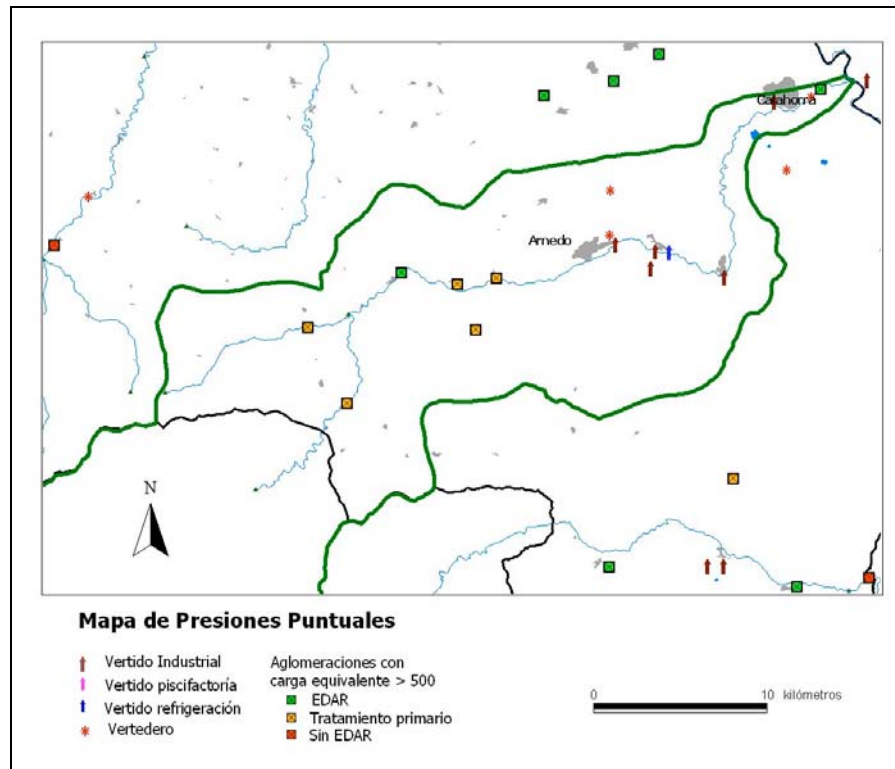 Calahorra
Arnedo
N
Mapa de Presiones Puntuales
Vertido Industrial
Vertido piscifactoría
Vertido refrigeración
Vertedero
Aglomeraciones con
carga equivalente > 500
EDAR
Tratamiento primario
Sin EDAR
0 10 kilómetros